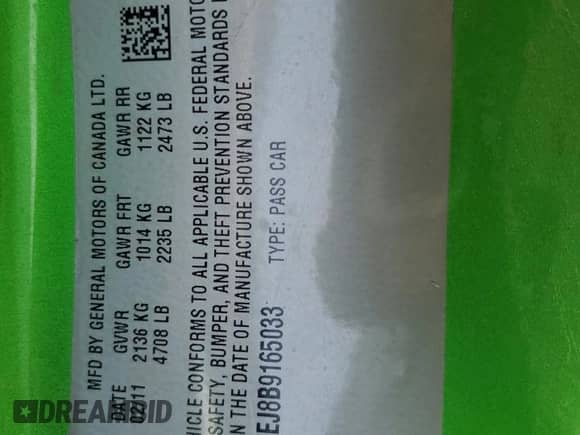 MFD BY GENERAL MOTORS OF CANADA LTD.
DATE GVWR GAWR FRT GAWR RR
02/11 2136 KG 1014 KG 1122 KG
4708 LB 2235 LB 2473 LB
HICLE CONFORMS TO ALL APPLICABLE U.S. FEDERAL MOTO
SAFETY, BUMPER, AND THEFT PREVENTION STANDARDS
N THE DATE OF MANUFACTURE SHOWN ABOVE.
EJ8B9165033 TYPE: PASS CAR
DREAMBID